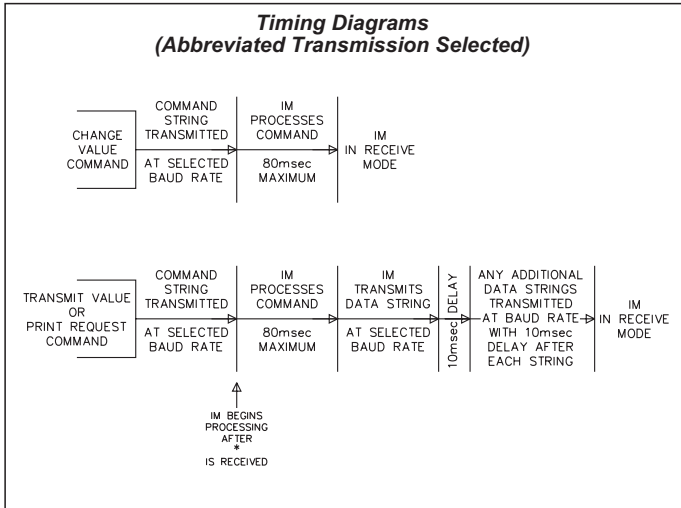 Timing Diagrams
(Abbreviated Transmission Selected)
CHANGE
VALUE
COMMAND
COMMAND
STRING
TRANSMITTED
AT SELECTED
BAUD RATE
IM
PROCESSES
COMMAND
80msec
MAXIMUM
IM
IN RECEIVE
MODE
TRANSMIT VALUE
OR
PRINT REQUEST
COMMAND
COMMAND
STRING
TRANSMITTED
AT SELECTED
BAUD RATE
IM
PROCESSES
COMMAND
80msec
MAXIMUM
IM
TRANSMITS
DATA STRING
AT SELECTED
BAUD RATE
10msec DELAY
ANY ADDITIONAL
DATA STRINGS
TRANSMITTED
AT BAUD RATE
WITH 10msec
DELAY AFTER
EACH STRING
IM
IN RECEIVE
MODE
IM BEGINS
PROCESSING
AFTER
*
IS RECEIVED